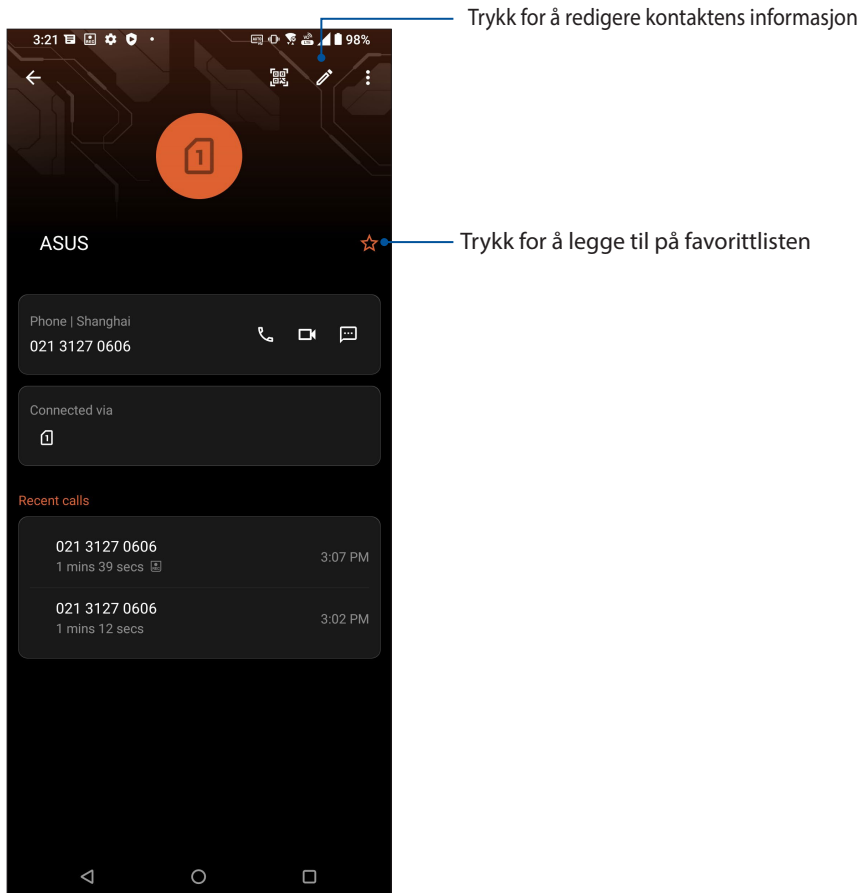 Trykk for å redigere kontaktens informasjon
3:21 98%
1
ASUS
Trykk for å legge til på favorittlisten
Phone | Shanghai
021 3127 0606
Connected via
1
Recent calls
021 3127 0606
1 mins 39 secs
3:07 PM
021 3127 0606
1 mins 12 secs
3:02 PM